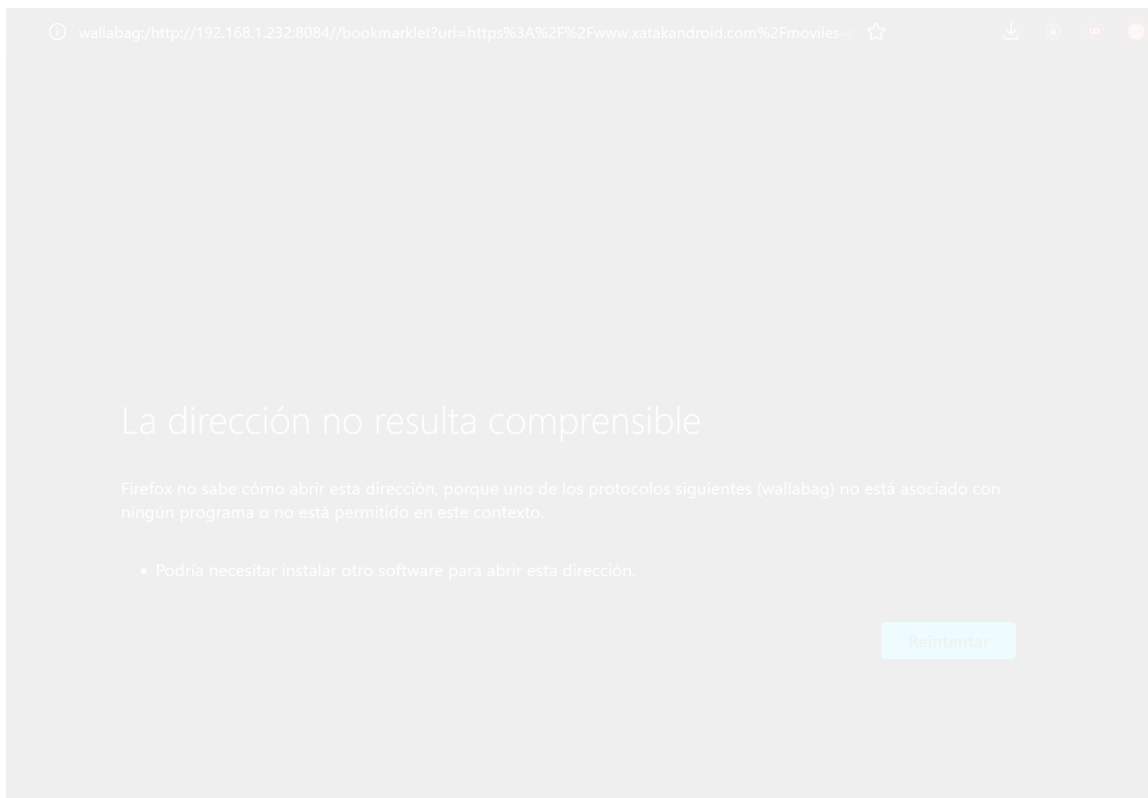 wallabag:/http://192.168.1.232:8084//bookmarklet?url=https%3A%2F%2Fwww.xatakandroid.com%2Fmoviles-a
La dirección no resulta comprensible
Firefox no sabe cómo abrir esta dirección, porque uno de los protocolos siguientes (wallabag) no está asociado con
ningún programa o no está permitido en este contexto.
• Podría necesitar instalar otro software para abrir esta dirección.
Reintentar